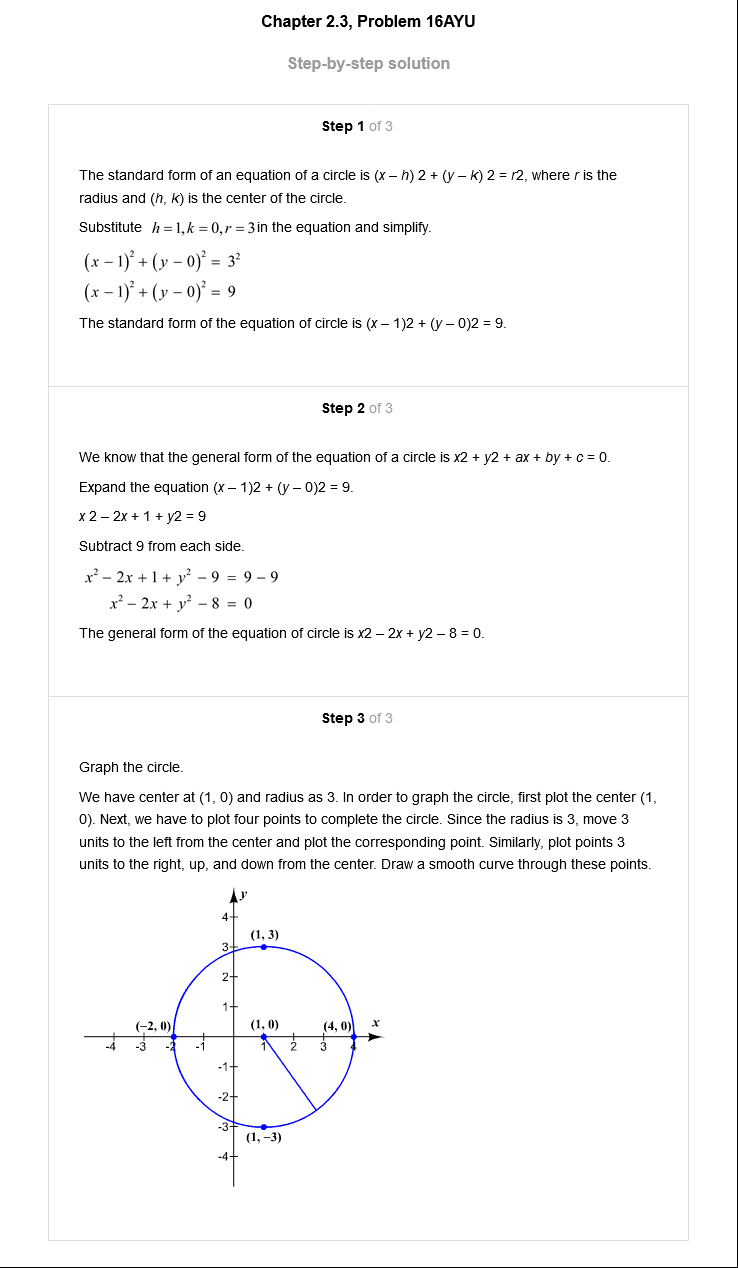 Chapter 2.3, Problem 16AYU
Step-by-step solution
Step 1 of 3
The standard form of an equation of a circle is (x – h) 2 + (y – k) 2 = r2, where r is the
radius and (h, k) is the center of the circle.
Substitute h = 1, k = 0, r = 3 in the equation and simplify.
(x − 1)² + (y − 0)² = 3²
(x − 1)² + (y − 0)² = 9
The standard form of the equation of circle is (x – 1)2 + (y – 0)2 = 9.
Step 2 of 3
We know that the general form of the equation of a circle is x2 + y2 + ax + by + c = 0.
Expand the equation (x – 1)2 + (y – 0)2 = 9.
x 2 – 2x + 1 + y2 = 9
Subtract 9 from each side.
x² − 2x + 1 + y² − 9 = 9 − 9
x² − 2x + y² − 8 = 0
The general form of the equation of circle is x2 – 2x + y2 – 8 = 0.
Step 3 of 3
Graph the circle.
We have center at (1, 0) and radius as 3. In order to graph the circle, first plot the center (1,
0). Next, we have to plot four points to complete the circle. Since the radius is 3, move 3
units to the left from the center and plot the corresponding point. Similarly, plot points 3
units to the right, up, and down from the center. Draw a smooth curve through these points.
y
4
(1, 3)
3
2
1
(−2, 0) (1, 0) (4, 0) x
-4 -3 -2 -1 1 2 3 4
-1
-2
-3
(1, −3)
-4